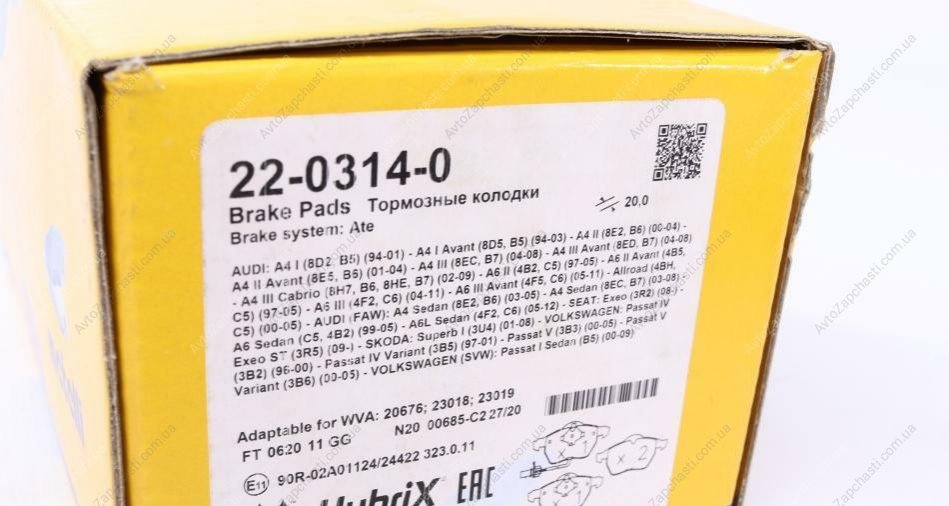 22-0314-0
Brake Pads Тормозные колодки
20,0
Brake system: Ate
AUDI: A4 I (8D2, B5) (94-01) - A4 I Avant (8D5, B5) (94-03) - A4 II (8E2, B6) (00-04) -
A4 II Avant (8E5, B6) (01-04) - A4 III (8EC, B7) (04-08) - A4 III Avant (8ED, B7) (04-08)
- A4 III Cabrio (8H7, B6, 8HE, B7) (02-09) - A6 II (4B2, C5) (97-05) - A6 II Avant (4B5,
C5) (97-05) - A6 III (4F2, C6) (04-11) - A6 III Avant (4F5, C6) (05-11) - Allroad (4BH,
C5) (00-05) - AUDI (FAW): A4 Sedan (8E2, B6) (03-05) - A4 Sedan (8EC, B7) (03-08) -
A6 Sedan (C5, 4B2) (99-05) - A6L Sedan (4F2, C6) (05-12) - SEAT: Exeo (3R2) (08-) -
Exeo ST (3R5) (09-) - SKODA: Superb I (3U4) (01-08) - VOLKSWAGEN: Passat IV
(3B2) (96-00) - Passat IV Variant (3B5) (97-01) - Passat V (3B3) (00-05) - Passat V
Variant (3B6) (00-05) - VOLKSWAGEN (SVW): Passat I Sedan (B5) (00-09)
Adaptable for WVA: 20676; 23018; 23019
FT 0620 11 GG N20 00685-C2 27/20
E11 90R-02A01124/24422 323.0.11
HybriX EAC
x 1
x 2
AvtoZapchasti.com.ua